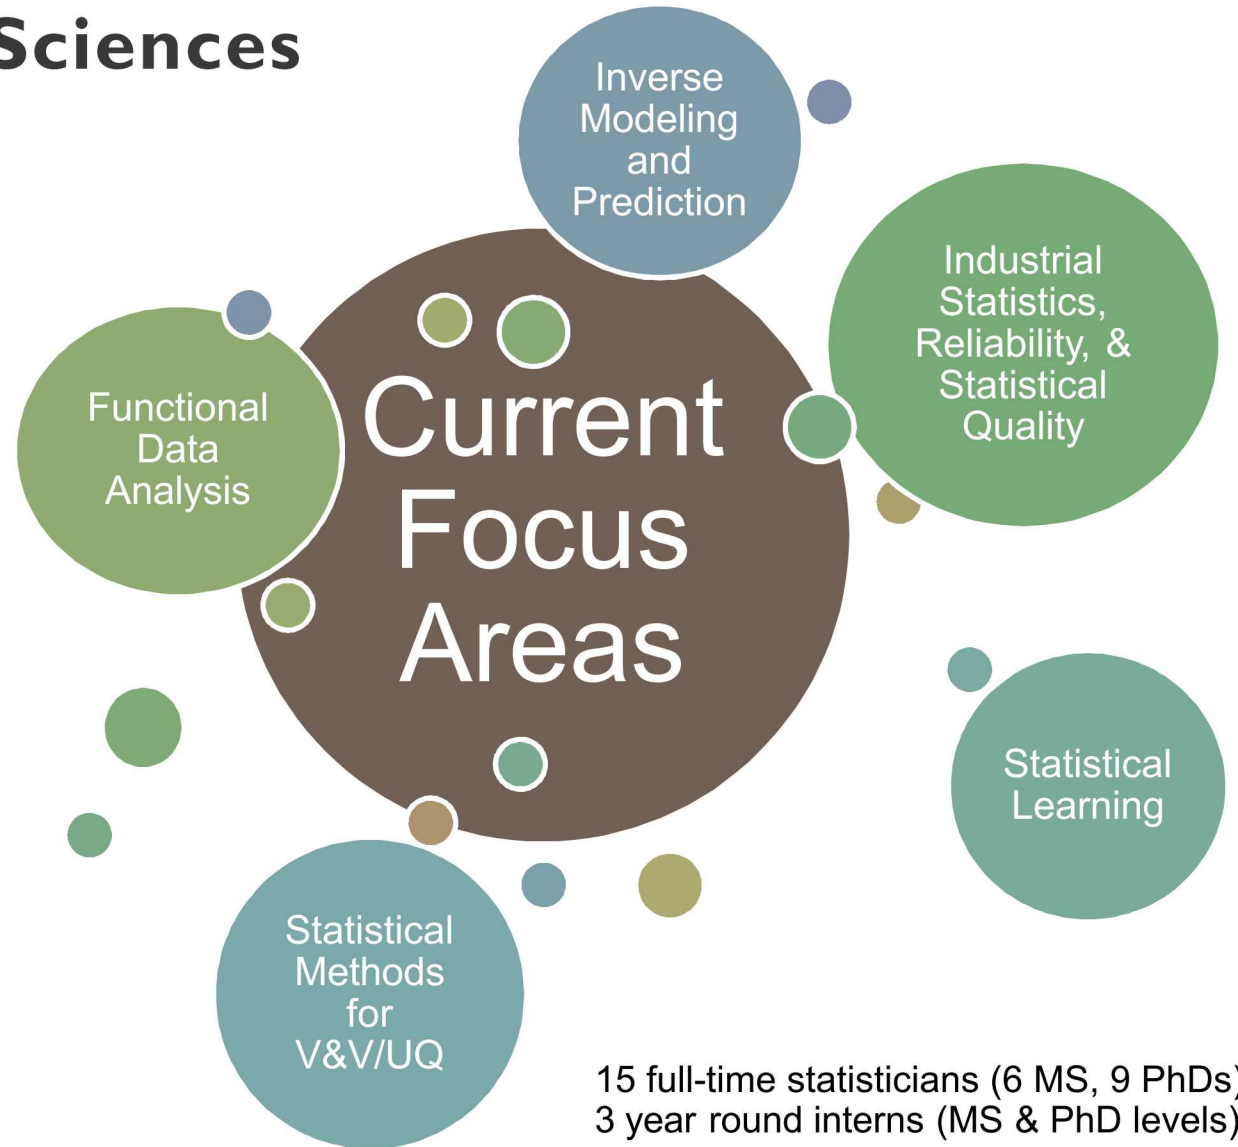 Sciences
Inverse
Modeling
and
Prediction
Industrial
Statistics,
Reliability, &
Statistical
Quality
Functional
Data
Analysis
Current
Focus
Areas
Statistical
Learning
Statistical
Methods
for
V&V/UQ
15 full-time statisticians (6 MS, 9 PhDs)
3 year round interns (MS & PhD levels)